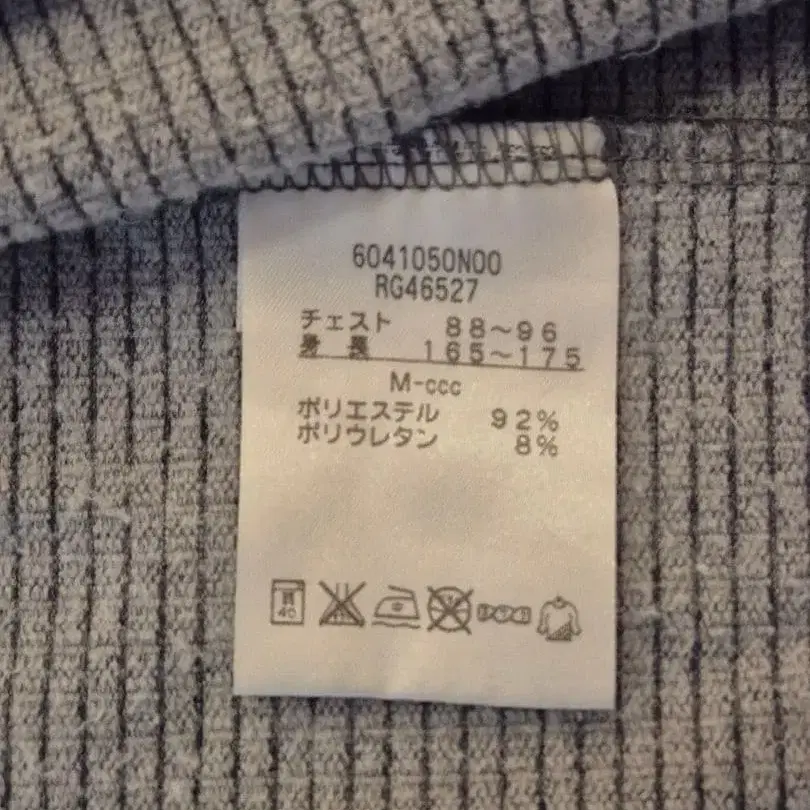 6041050N00
RG46527
チェスト 88～96
身長 165～175
M-ccc
ポリエステル 92%
ポリウレタン 8%
40